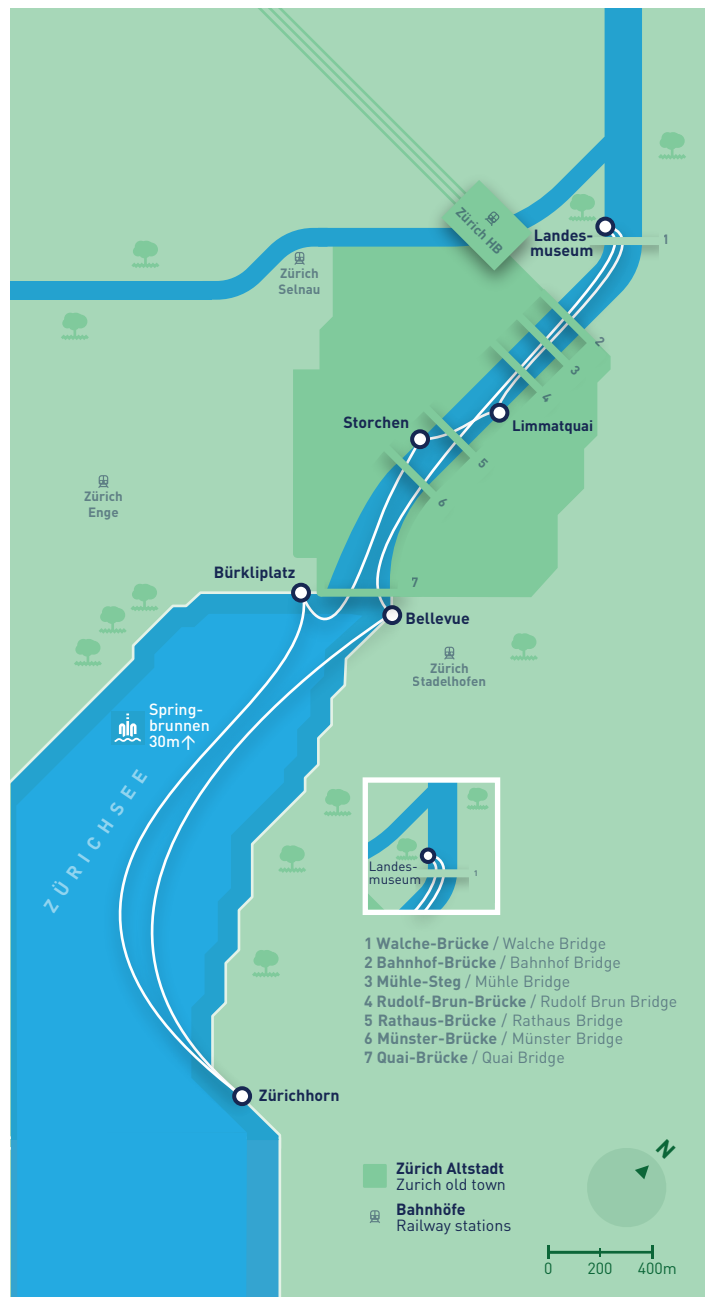 Zürich HB
Landes-
museum
1
Zürich
Selnau
2
3
4
Storchen
Limmatquai
5
6
Zürich
Enge
Bürkliplatz
7
Bellevue
Zürich
Stadelhofen
Spring-
brunnen
30m↑
ZÜRICHSEE
Landes-
museum
1
1 Walche-Brücke / Walche Bridge
2 Bahnhof-Brücke / Bahnhof Bridge
3 Mühle-Steg / Mühle Bridge
4 Rudolf-Brun-Brücke / Rudolf Brun Bridge
5 Rathaus-Brücke / Rathaus Bridge
6 Münster-Brücke / Münster Bridge
7 Quai-Brücke / Quai Bridge
Zürichhorn
Zürich Altstadt
Zurich old town
Bahnhöfe
Railway stations
N
0 200 400m